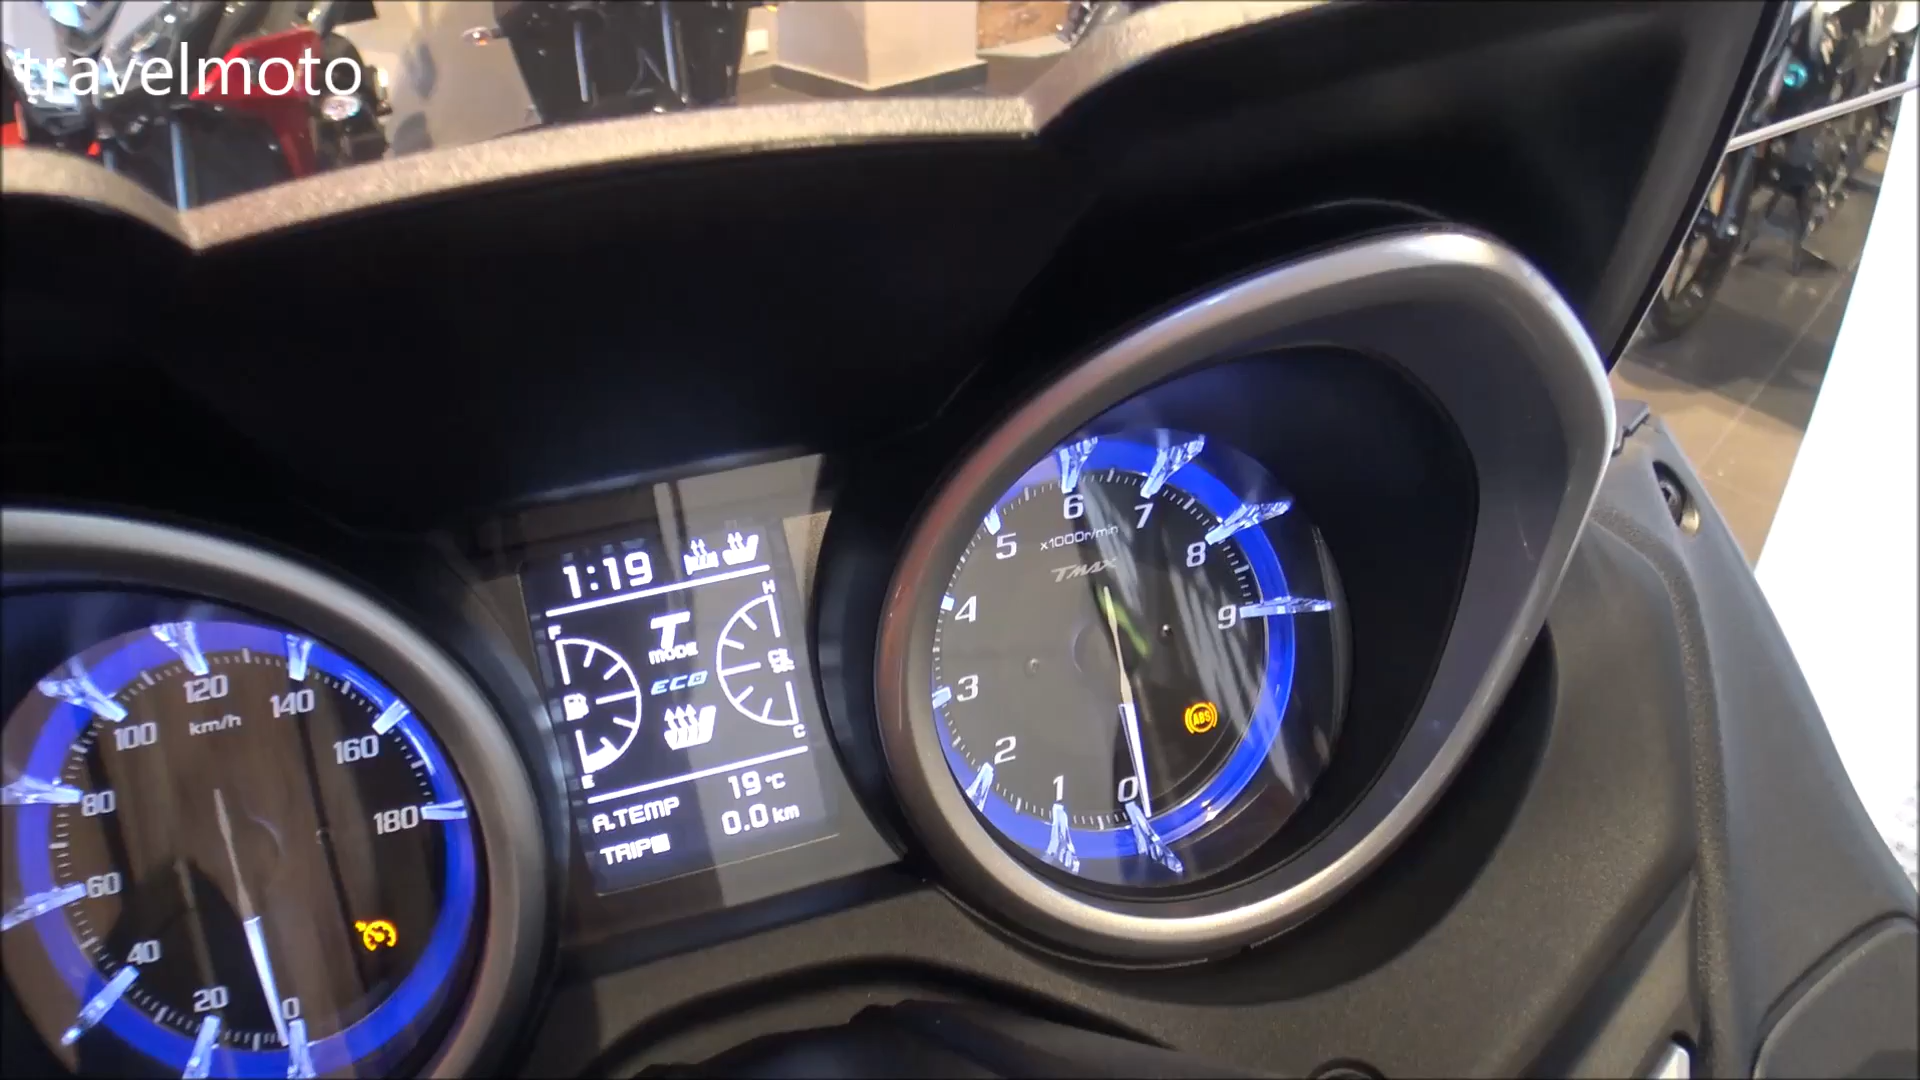 travelmoto
1:19
F
H
T
MODE
ECO
E
C
19 °C
A.TEMP
0.0 km
TRIP
120
100
140
km/h
160
80
180
60
40
20
0
6
7
5
x1000r/min
8
TMAX
4
9
3
ABS
2
1
0